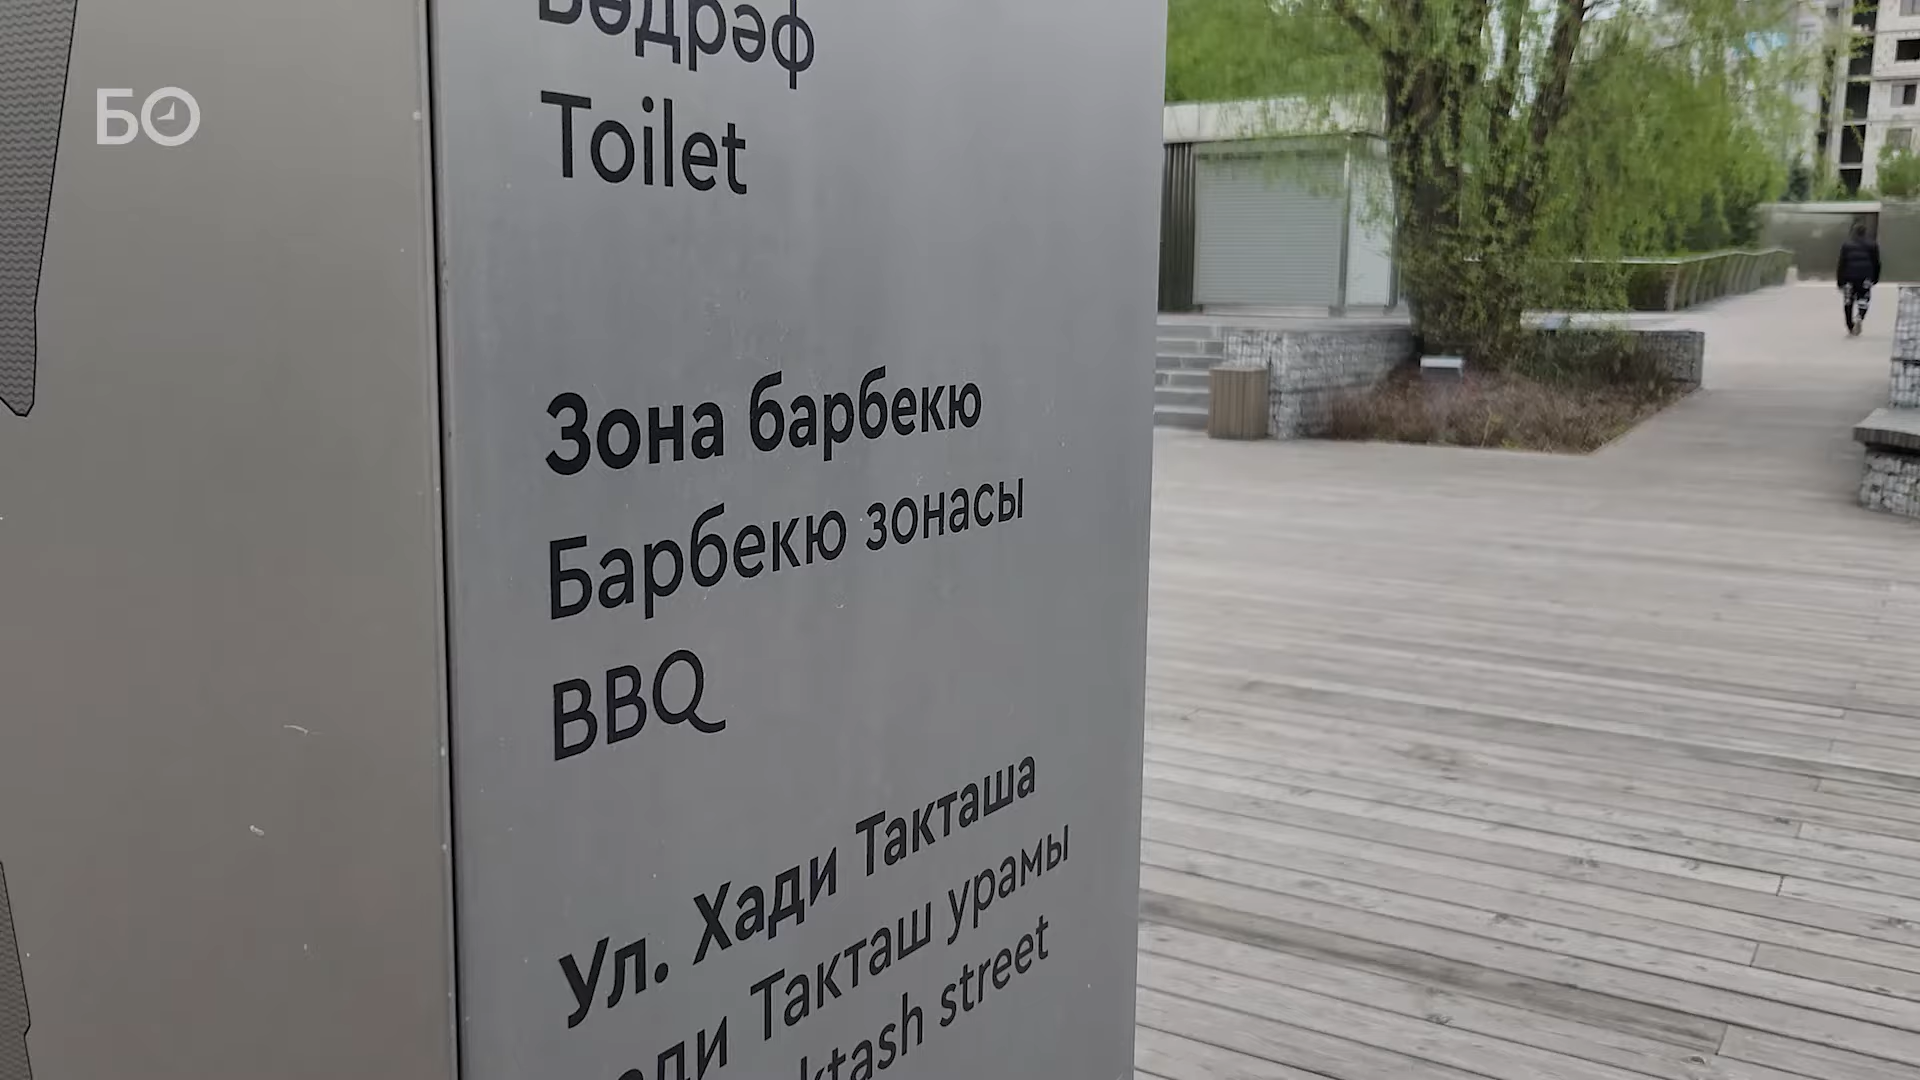 БО
Бәдрәф
Toilet
Зона барбекю
Барбекю зонасы
BBQ
Ул. Хади Такташа
Такташ урамы
street